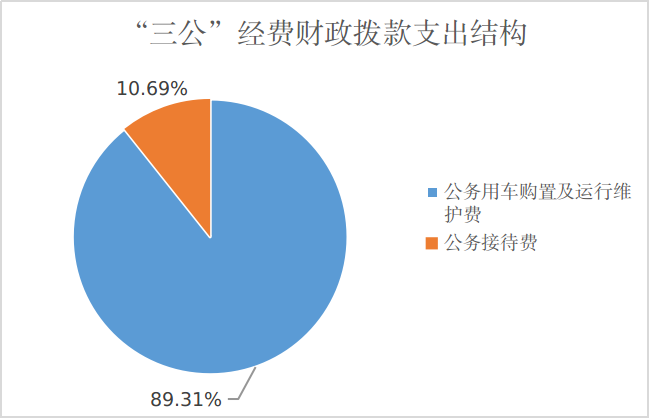 “三公”经费财政拨款支出结构
10.69%
公务用车购置及运行维
护费
公务接待费
89.31%